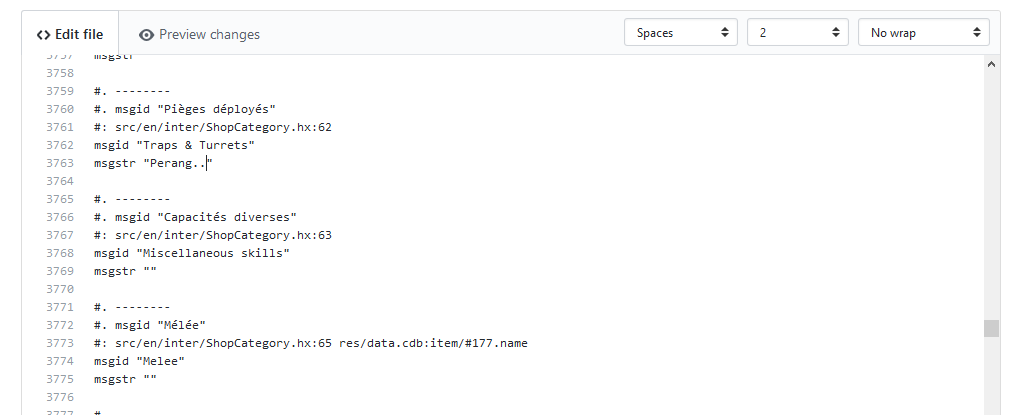 Edit file
Preview changes
Spaces
2
No wrap
3757 msgstr
3758
3759 #. --------
3760 #. msgid "Pièges déployés"
3761 #: src/en/inter/ShopCategory.hx:62
3762 msgid "Traps & Turrets"
3763 msgstr "Perang.."
3764
3765 #. --------
3766 #. msgid "Capacités diverses"
3767 #: src/en/inter/ShopCategory.hx:63
3768 msgid "Miscellaneous skills"
3769 msgstr ""
3770
3771 #. --------
3772 #. msgid "Mélée"
3773 #: src/en/inter/ShopCategory.hx:65 res/data.cdb:item/#177.name
3774 msgid "Melee"
3775 msgstr ""
3776
3777 #